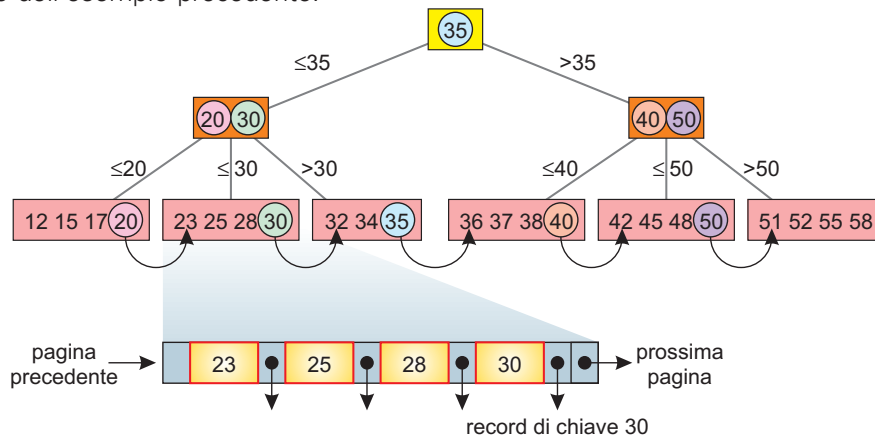 dell'esempio precedente.
35
≤35 >35
20 30 40 50
≤20 ≤30 >30 ≤40 ≤50 >50
12 15 17 20 23 25 28 30 32 34 35 36 37 38 40 42 45 48 50 51 52 55 58
pagina precedente
23 25 28 30
prossima pagina
record di chiave 30